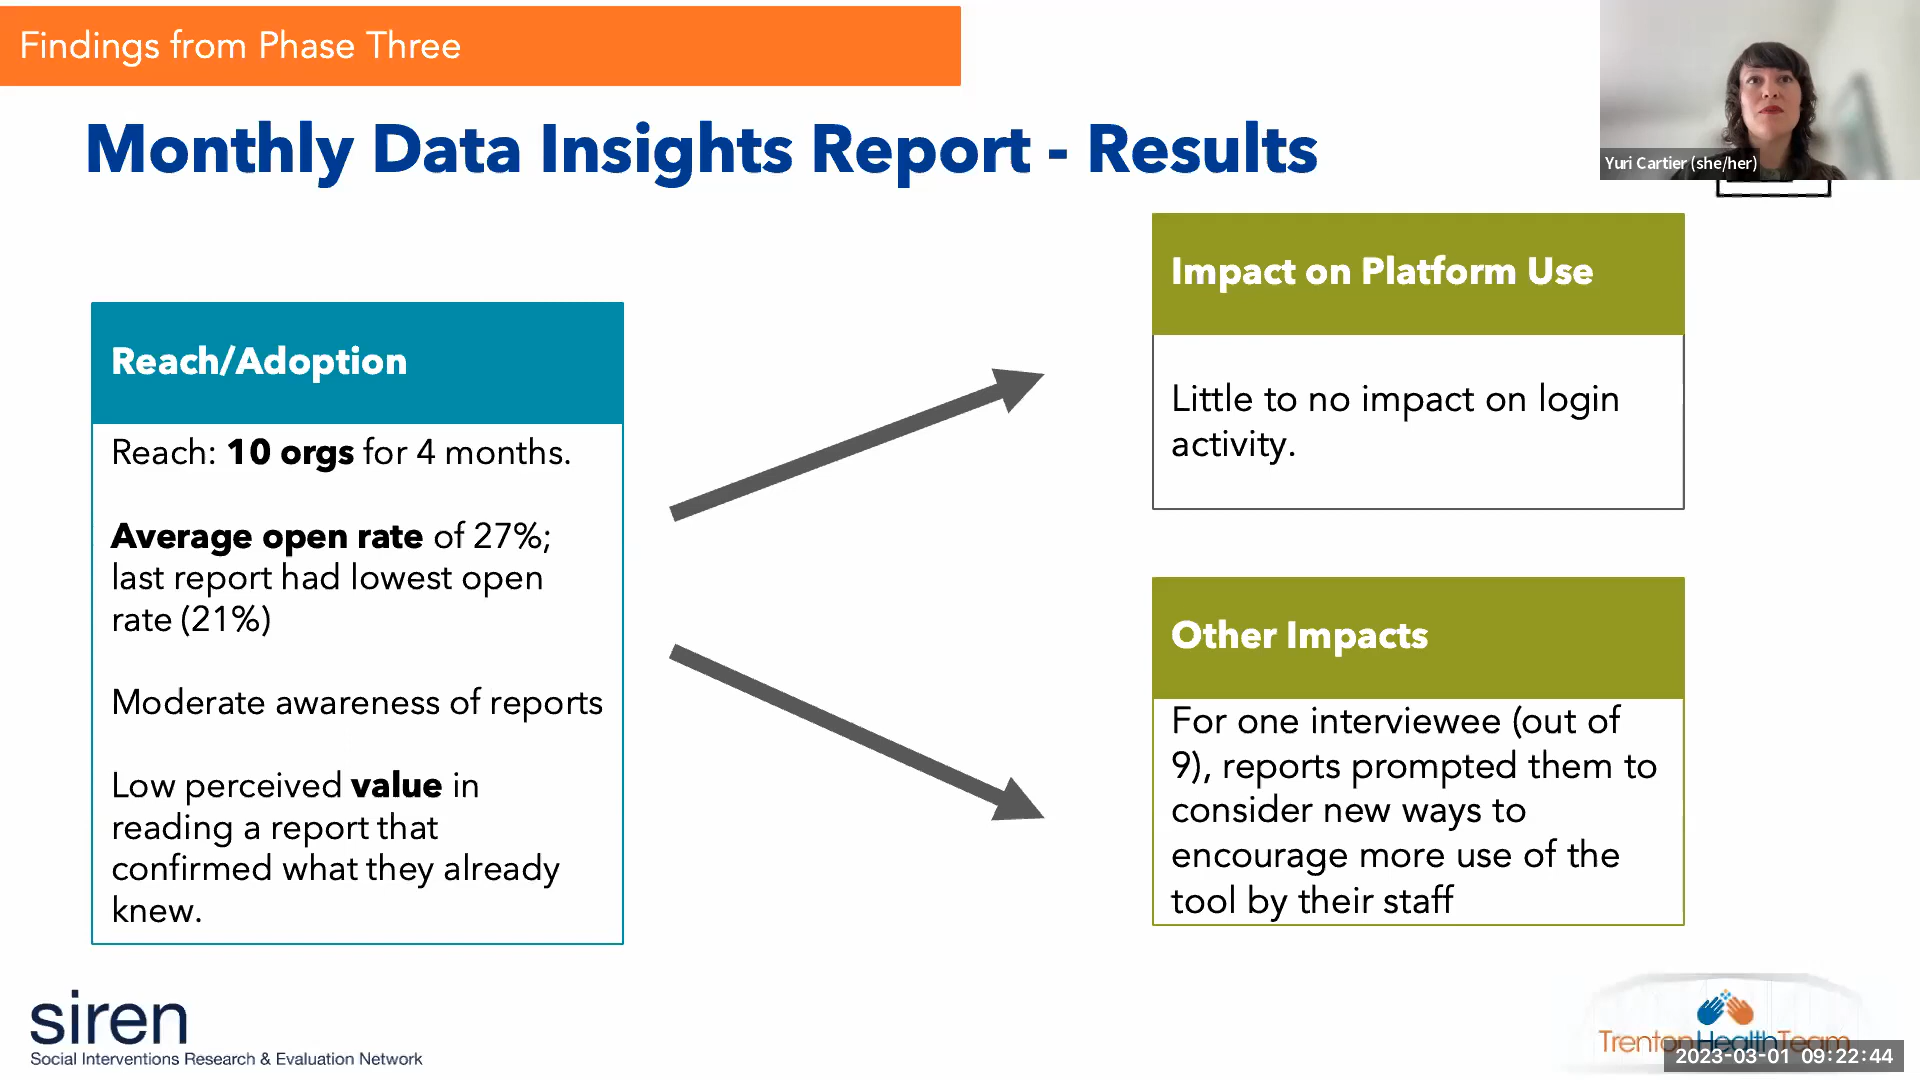 Findings from Phase Three
Monthly Data Insights Report - Results
Yuri Cartier (she/her)
Reach/Adoption
Reach: 10 orgs for 4 months.
Average open rate of 27%;
last report had lowest open
rate (21%)
Moderate awareness of reports
Low perceived value in
reading a report that
confirmed what they already
knew.
Impact on Platform Use
Little to no impact on login
activity.
Other Impacts
For one interviewee (out of
9), reports prompted them to
consider new ways to
encourage more use of the
tool by their staff
siren
Social Interventions Research & Evaluation Network
TrentonHealthTeam
2023-03-01 09:22:44